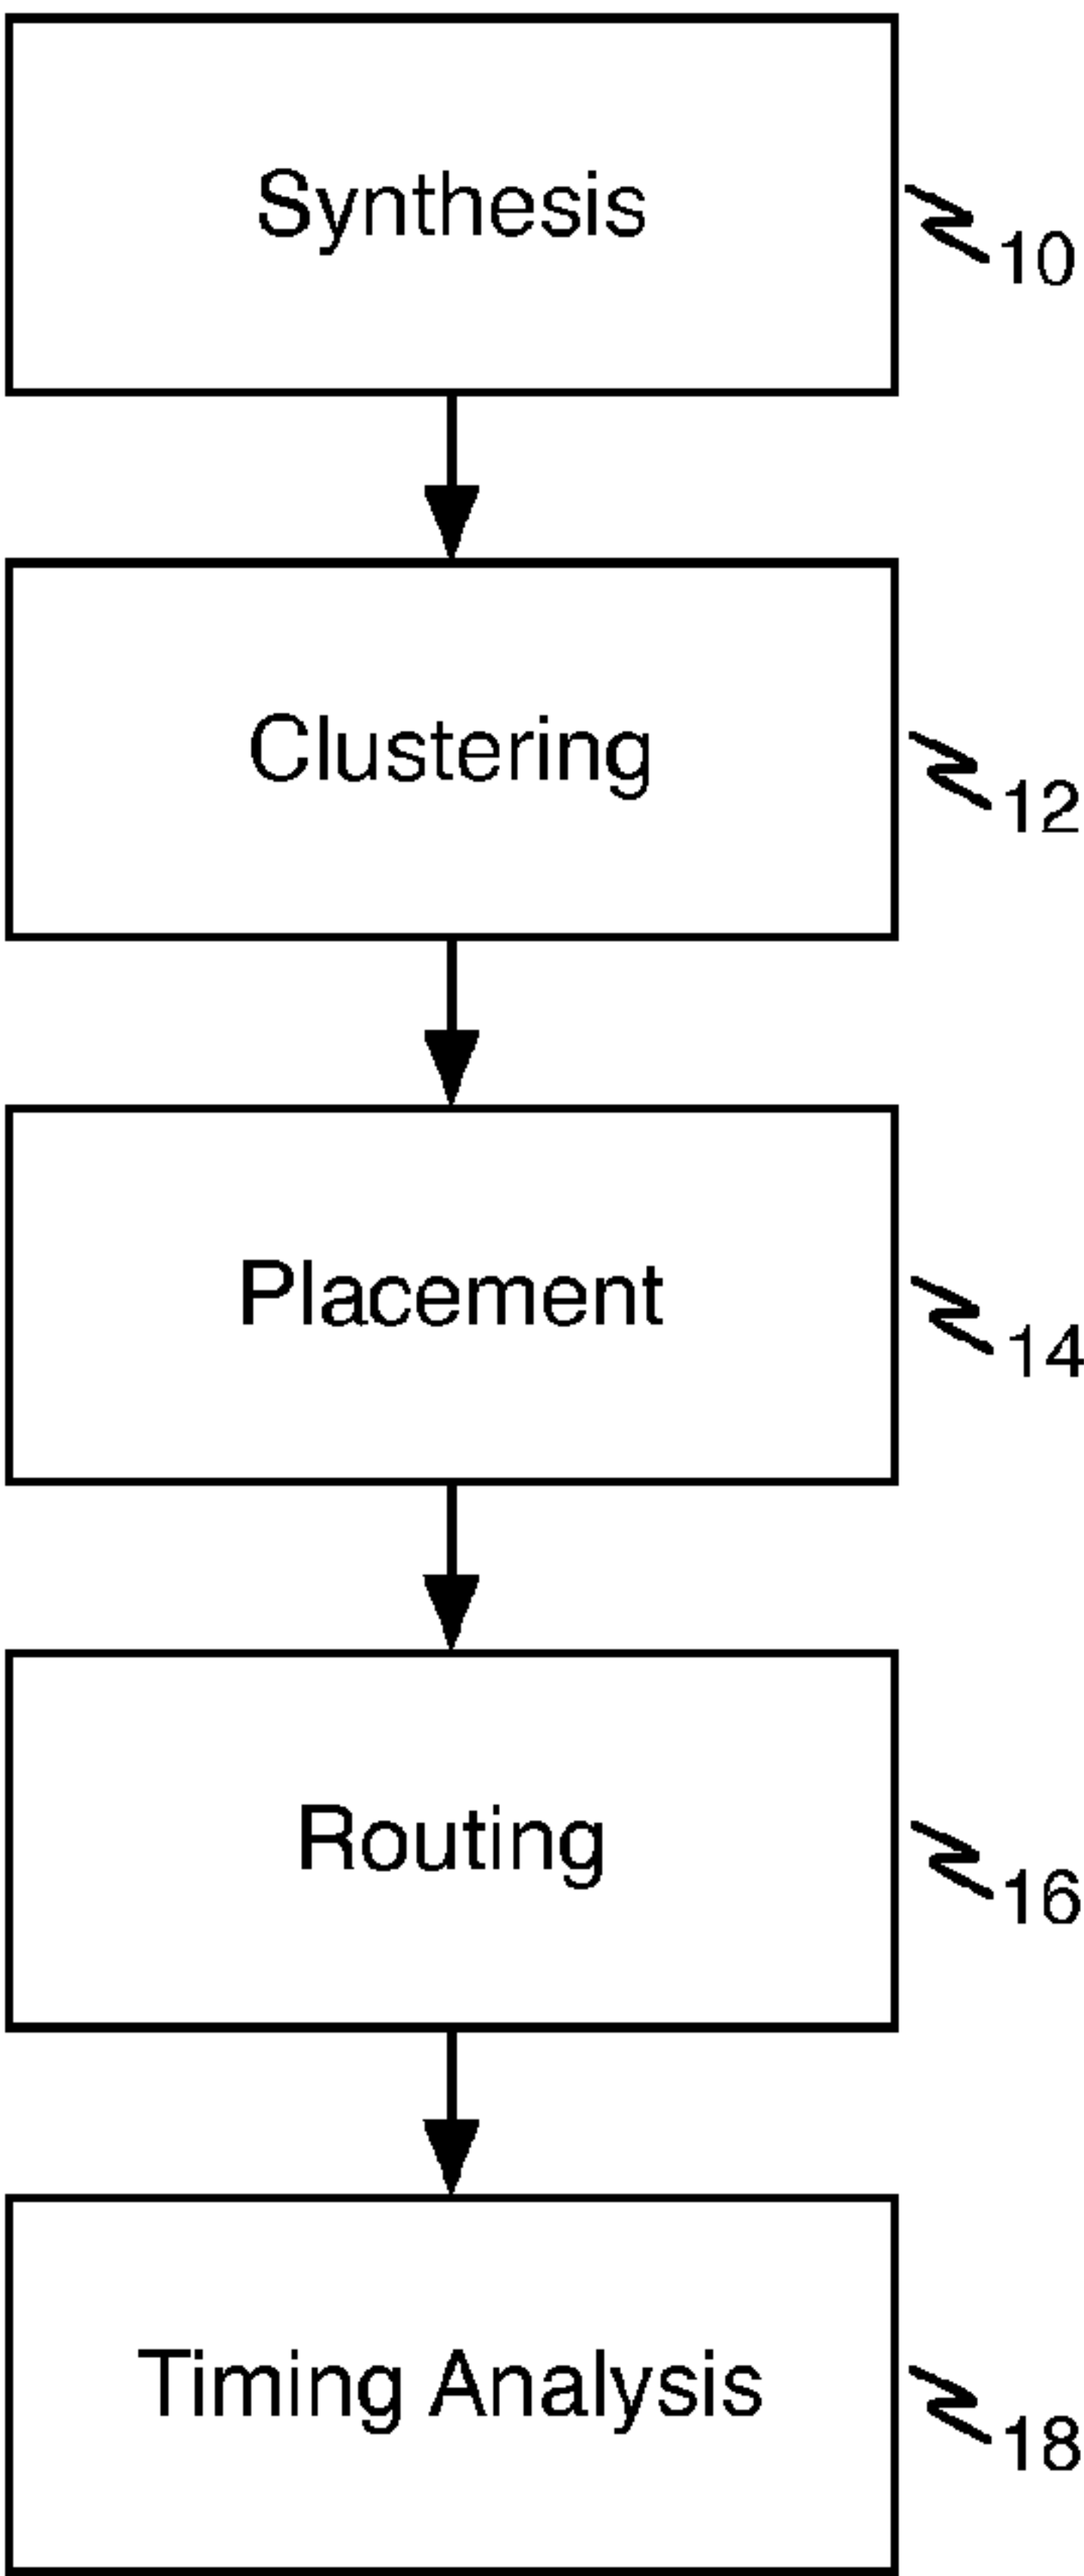 Synthesis
10
Clustering
12
Placement
14
Routing
16
Timing Analysis
18